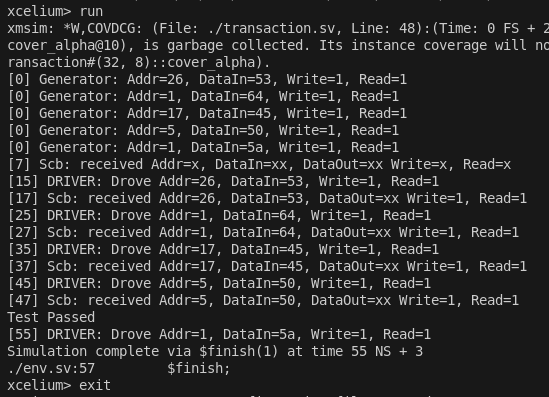 xcelium> run
xmsim: *W,COVDCG: (File: ./transaction.sv, Line: 48):(Time: 0 FS + 2
cover_alpha@10), is garbage collected. Its instance coverage will no
ransaction#(32, 8)::cover_alpha).
[0] Generator: Addr=26, DataIn=53, Write=1, Read=1
[0] Generator: Addr=1, DataIn=64, Write=1, Read=1
[0] Generator: Addr=17, DataIn=45, Write=1, Read=1
[0] Generator: Addr=5, DataIn=50, Write=1, Read=1
[0] Generator: Addr=1, DataIn=5a, Write=1, Read=1
[7] Scb: received Addr=x, DataIn=xx, DataOut=xx Write=x, Read=x
[15] DRIVER: Drove Addr=26, DataIn=53, Write=1, Read=1
[17] Scb: received Addr=26, DataIn=53, DataOut=xx Write=1, Read=1
[25] DRIVER: Drove Addr=1, DataIn=64, Write=1, Read=1
[27] Scb: received Addr=1, DataIn=64, DataOut=xx Write=1, Read=1
[35] DRIVER: Drove Addr=17, DataIn=45, Write=1, Read=1
[37] Scb: received Addr=17, DataIn=45, DataOut=xx Write=1, Read=1
[45] DRIVER: Drove Addr=5, DataIn=50, Write=1, Read=1
[47] Scb: received Addr=5, DataIn=50, DataOut=xx Write=1, Read=1
Test Passed
[55] DRIVER: Drove Addr=1, DataIn=5a, Write=1, Read=1
Simulation complete via $finish(1) at time 55 NS + 3
./env.sv:57         $finish;
xcelium> exit